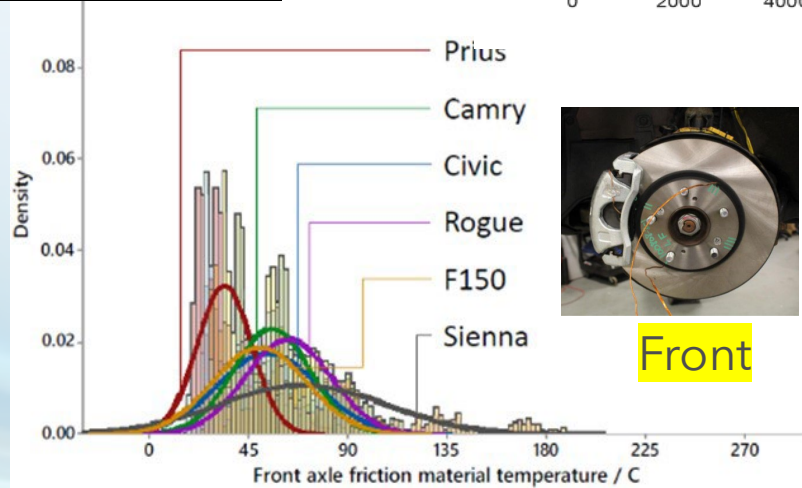 0 2000 4000
0.08
0.06
0.04
0.02
0.00
Density
Prius
Camry
Civic
Rogue
F150
Sienna
Front
0 45 90 135 180 225 270
Front axle friction material temperature / C